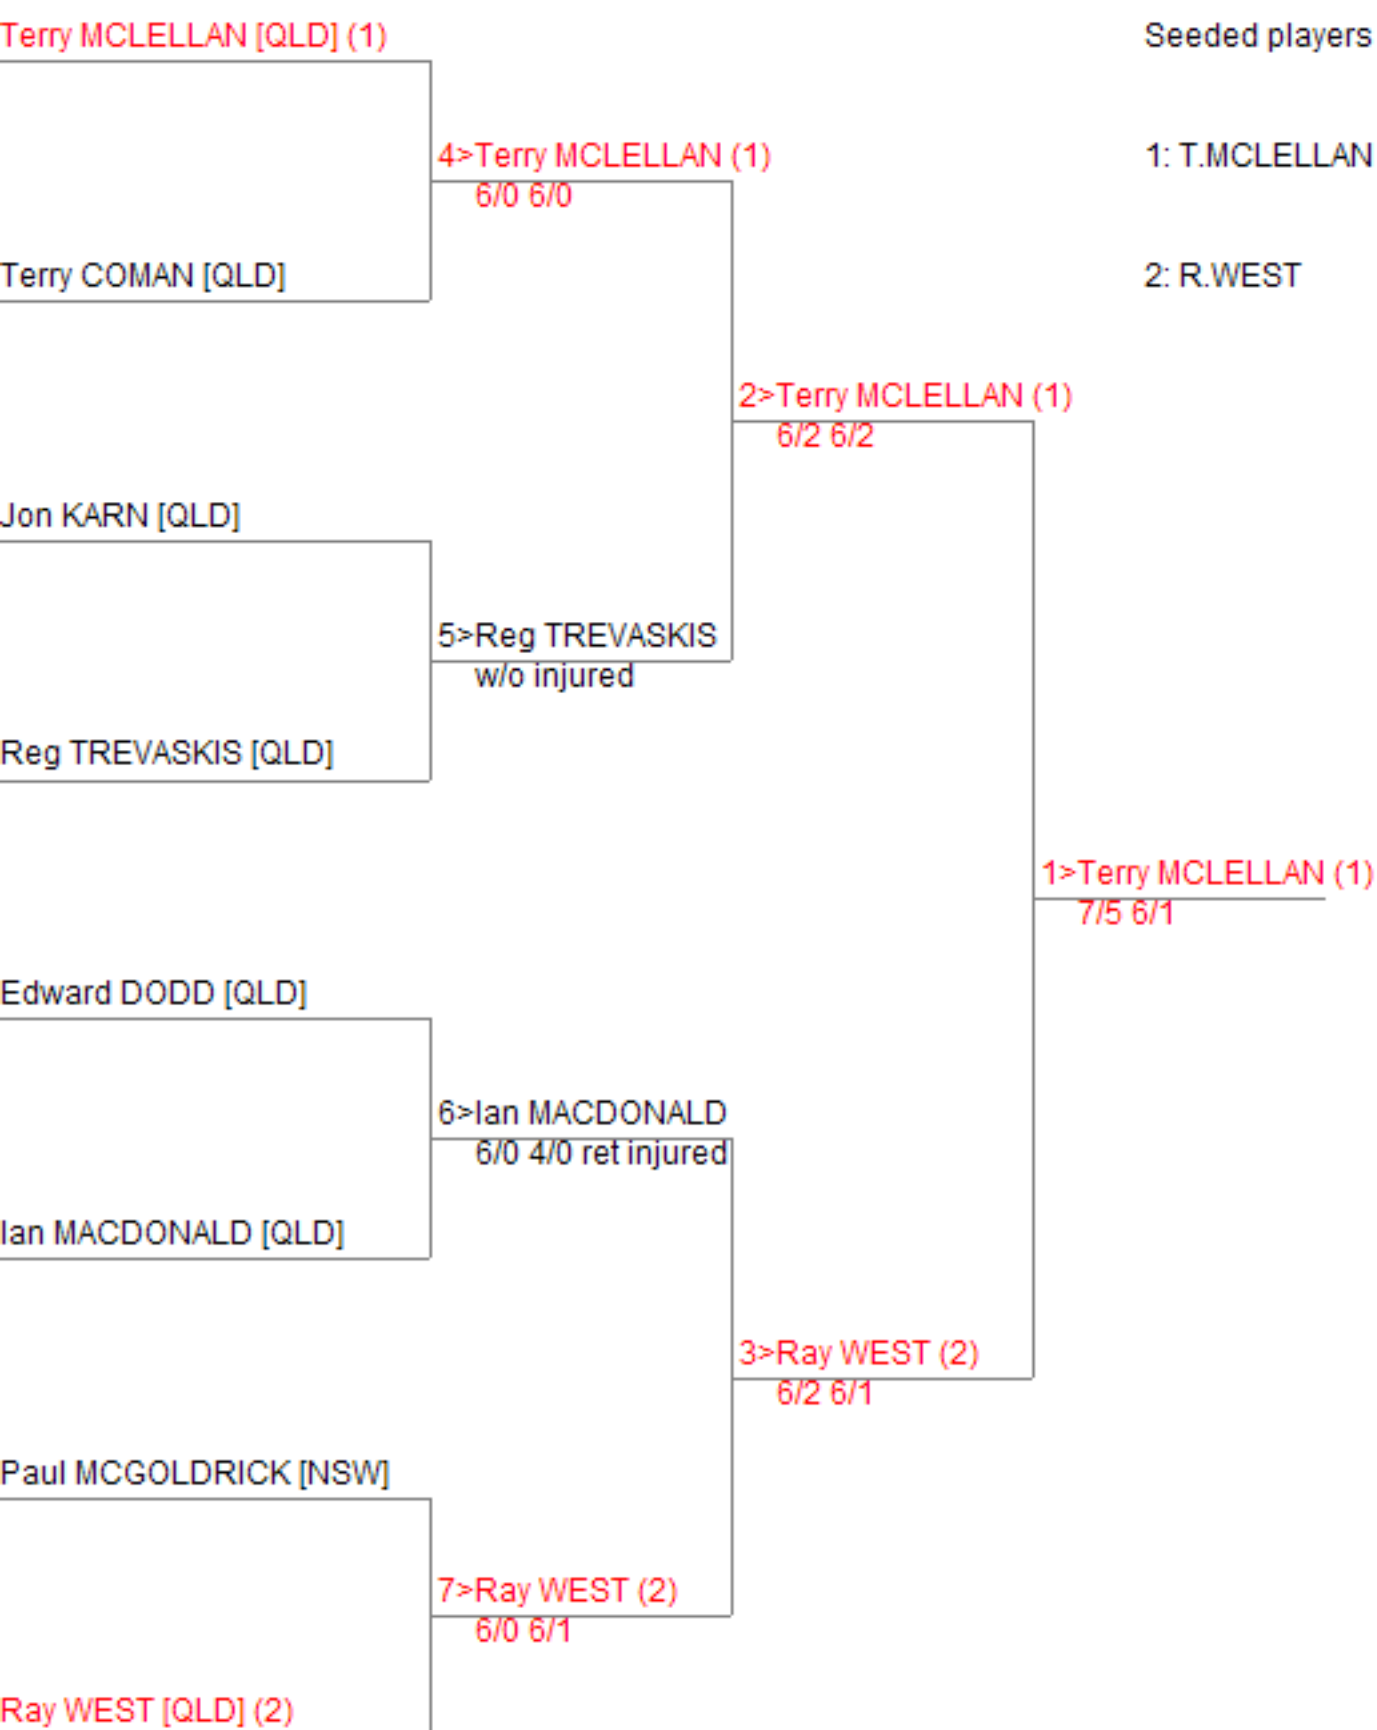 Terry MCLELLAN [QLD] (1)
Seeded players
4>Terry MCLELLAN (1)
1: T.MCLELLAN
6/0 6/0
Terry COMAN [QLD]
2: R.WEST
2>Terry MCLELLAN (1)
6/2 6/2
Jon KARN [QLD]
5>Reg TREVASKIS
w/o injured
Reg TREVASKIS [QLD]
1>Terry MCLELLAN (1)
7/5 6/1
Edward DODD [QLD]
6>Ian MACDONALD
6/0 4/0 ret injured
Ian MACDONALD [QLD]
3>Ray WEST (2)
6/2 6/1
Paul MCGOLDRICK [NSW]
7>Ray WEST (2)
6/0 6/1
Ray WEST [QLD] (2)